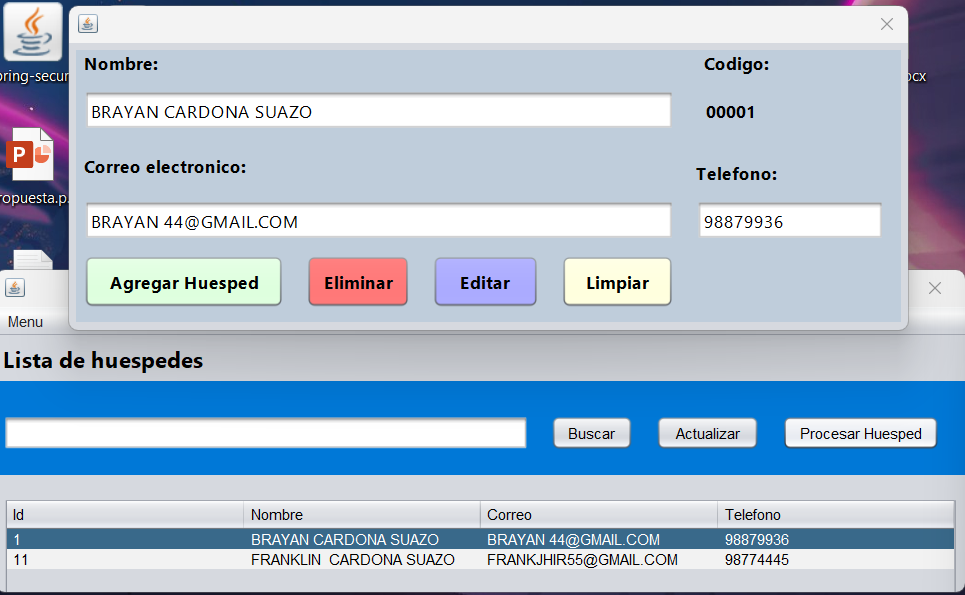 pring-secur
Nombre:
Codigo:
ocx
BRAYAN CARDONA SUAZO
00001
P
Correo electronico:
Telefono:
ropuesta.p.
BRAYAN 44@GMAIL.COM
98879936
Agregar Huesped
Eliminar
Editar
Limpiar
Menu
Lista de huespedes
Buscar
Actualizar
Procesar Huesped
Id Nombre Correo Telefono
1 BRAYAN CARDONA SUAZO BRAYAN 44@GMAIL.COM 98879936
11 FRANKLIN  CARDONA SUAZO FRANKJHIR55@GMAIL.COM 98774445